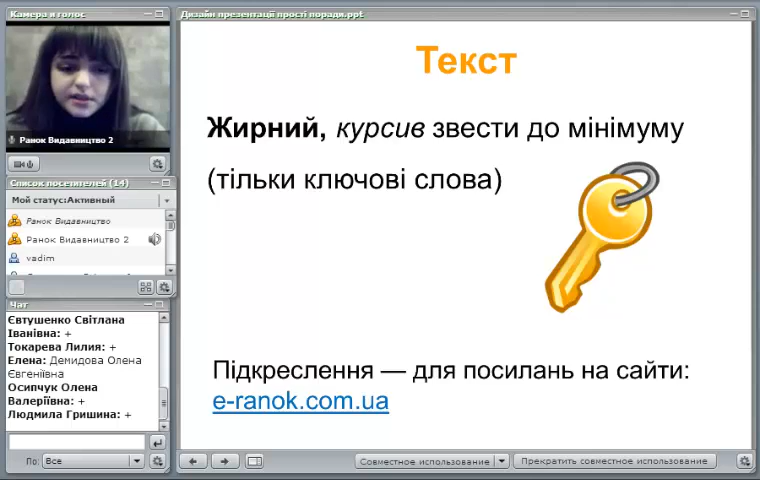 Камера и голос
Ранок Видавництво 2
Список посетителей (14)
Мой статус:Активный
Ранок Видавництво
Ранок Видавництво 2
vadim
Чат
Євтушенко Світлана
Іванівна: +
Токарева Лилия: +
Елена: Демидова Олена
Євгеніївна
Осипчук Олена
Валеріївна: +
Людмила Гришина: +
По: Все
Дизайн презентації прості поради.ppt
Текст
Жирний, курсив звести до мінімуму
(тільки ключові слова)
Підкреслення — для посилань на сайти:
e-ranok.com.ua
Совместное использование
Прекратить совместное использование